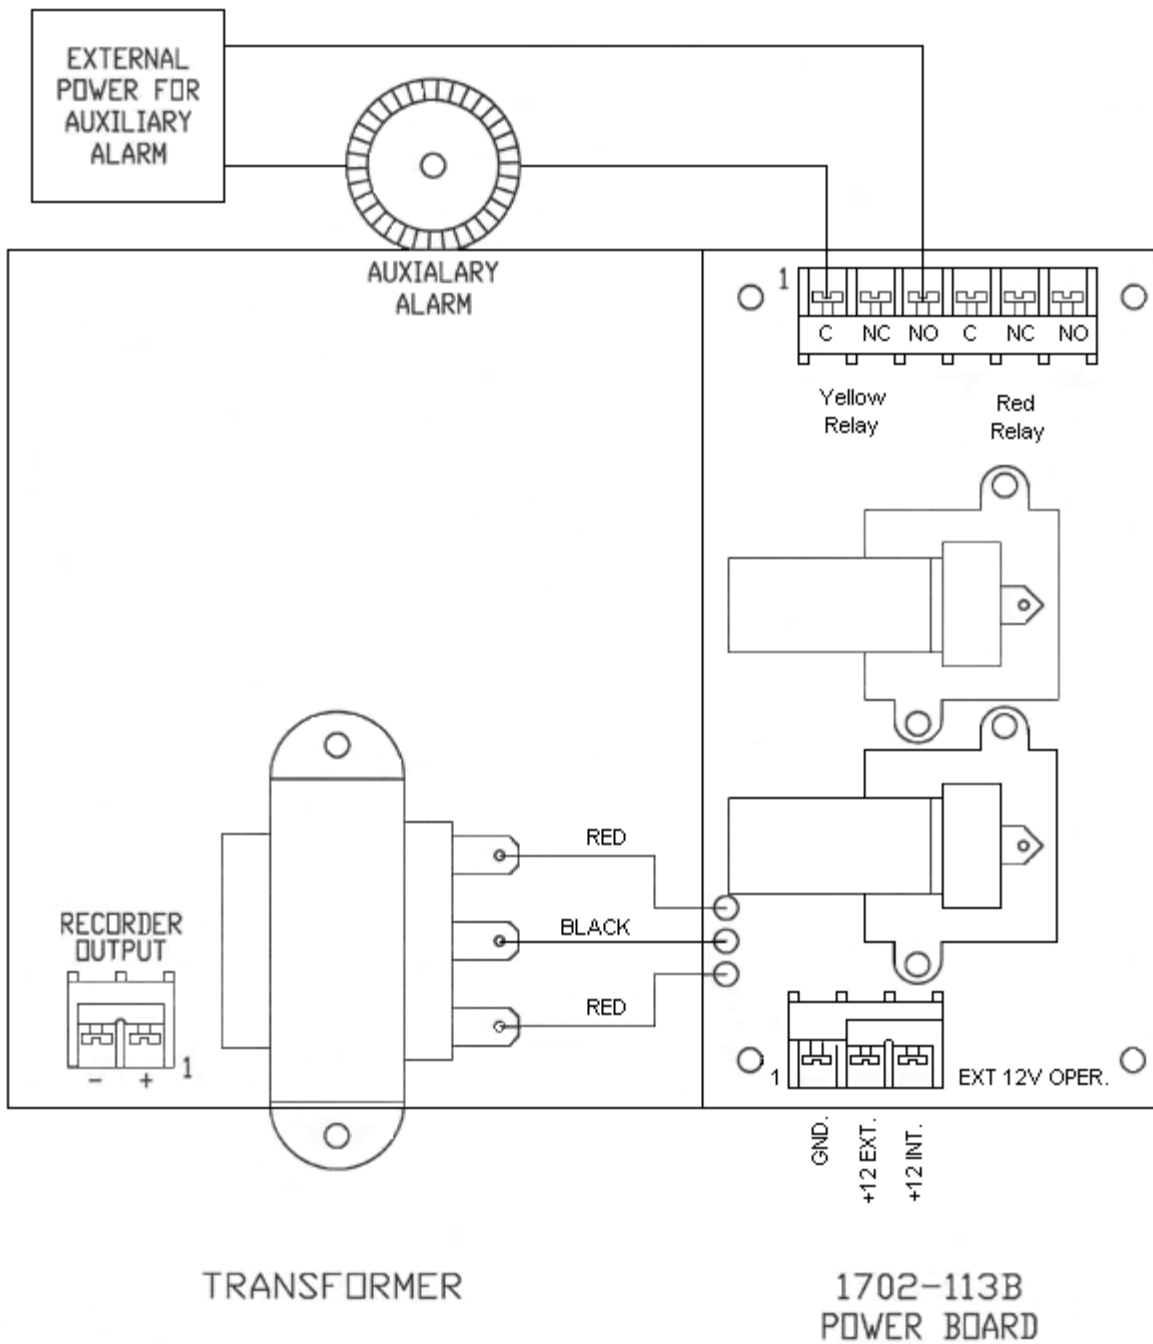 EXTERNAL
POWER FOR
AUXILIARY
ALARM
AUXIALARY
ALARM
1
C NC NO C NC NO
Yellow
Relay
Red
Relay
RED
BLACK
RED
RECORDER
OUTPUT
- +
1
1
EXT 12V OPER.
GND.
+12 EXT.
+12 INT.
TRANSFORMER
1702-113B
POWER BOARD